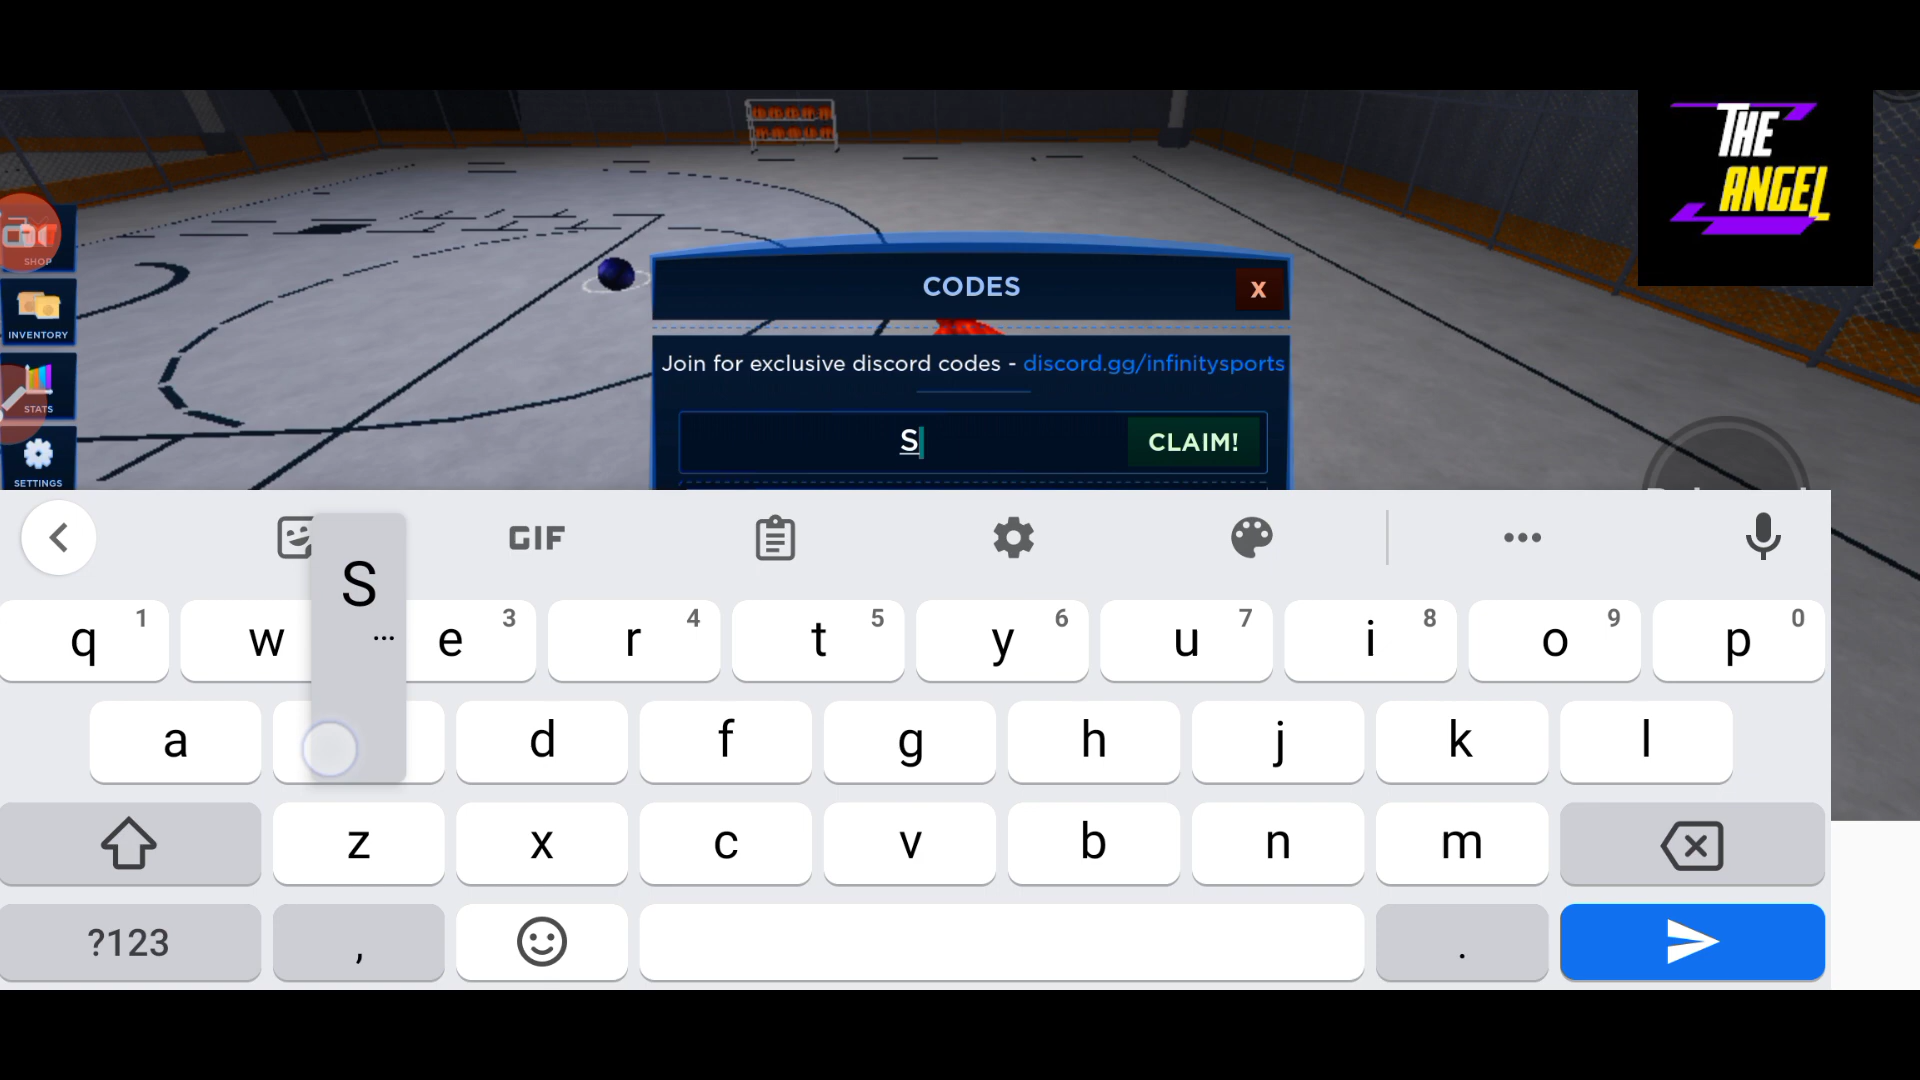 THE
ANGEL
SHOP
CODES
X
INVENTORY
Join for exclusive discord codes - discord.gg/infinitysports
STATS
S
CLAIM!
SETTINGS
GIF
S
...
q 1 w e 3 r 4 t 5 y 6 u 7 i 8 o 9 p 0
a d f g h j k l
z x c v b n m
?123 , .